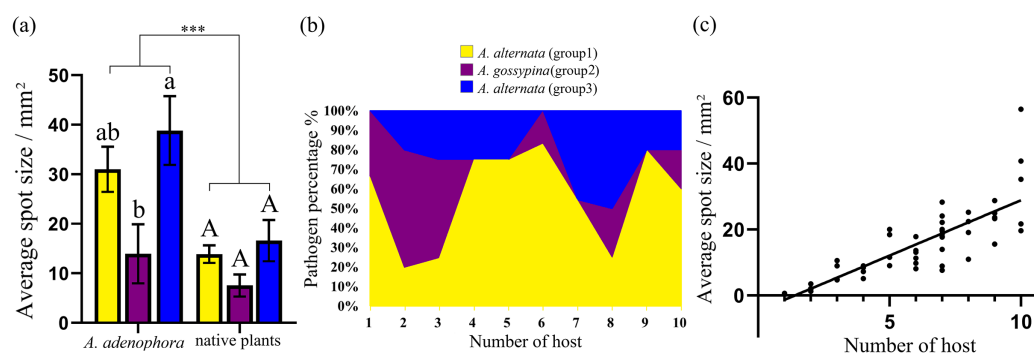 (a)
***
50
40
30
20
10
0
Average spot size / mm²
ab
b
a
A
A
A
A. adenophora
native plants
(b)
A. alternata (group1)
A. gossypina(group2)
A. alternata (group3)
100%
90%
80%
70%
60%
50%
40%
30%
20%
10%
0%
Pathogen percentage %
1 2 3 4 5 6 7 8 9 10
Number of host
(c)
60
40
20
0
Average spot size / mm²
5 10
Number of host